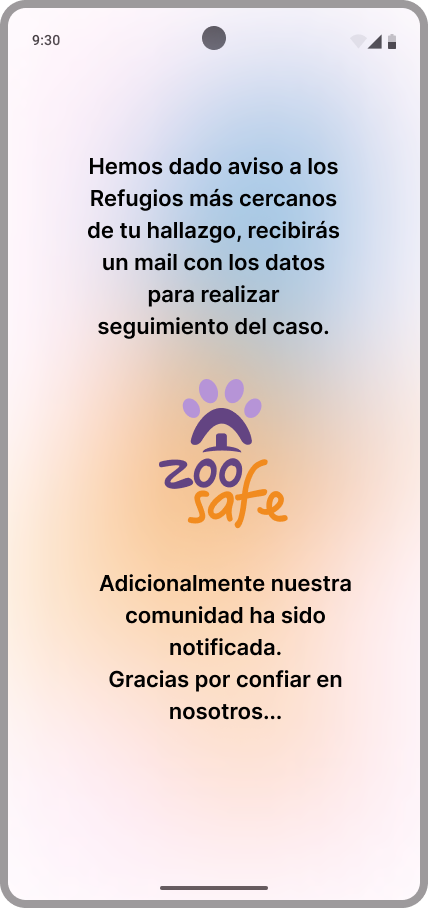 9:30
Hemos dado aviso a los
Refugios más cercanos
de tu hallazgo, recibirás
un mail con los datos
para realizar
seguimiento del caso.
zoo
safe
Adicionalmente nuestra
comunidad ha sido
notificada.
Gracias por confiar en
nosotros...